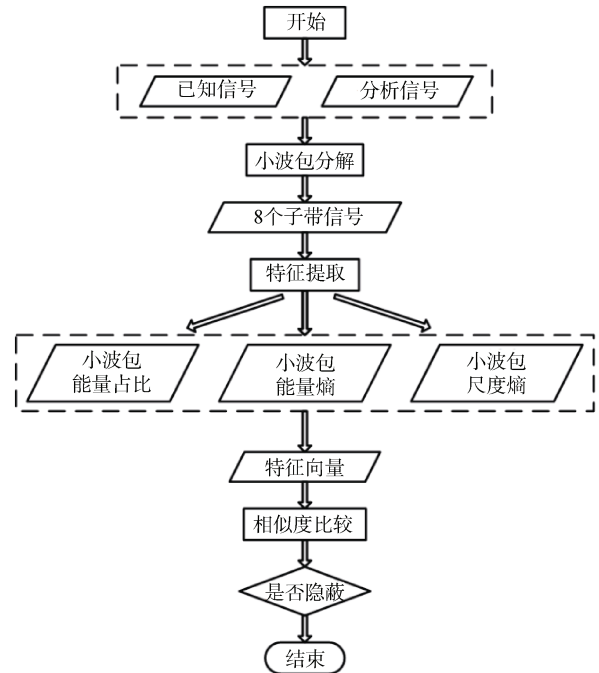 开始
已知信号
分析信号
小波包分解
8个子带信号
特征提取
小波包
能量占比
小波包
能量熵
小波包
尺度熵
特征向量
相似度比较
是否隐蔽
结束